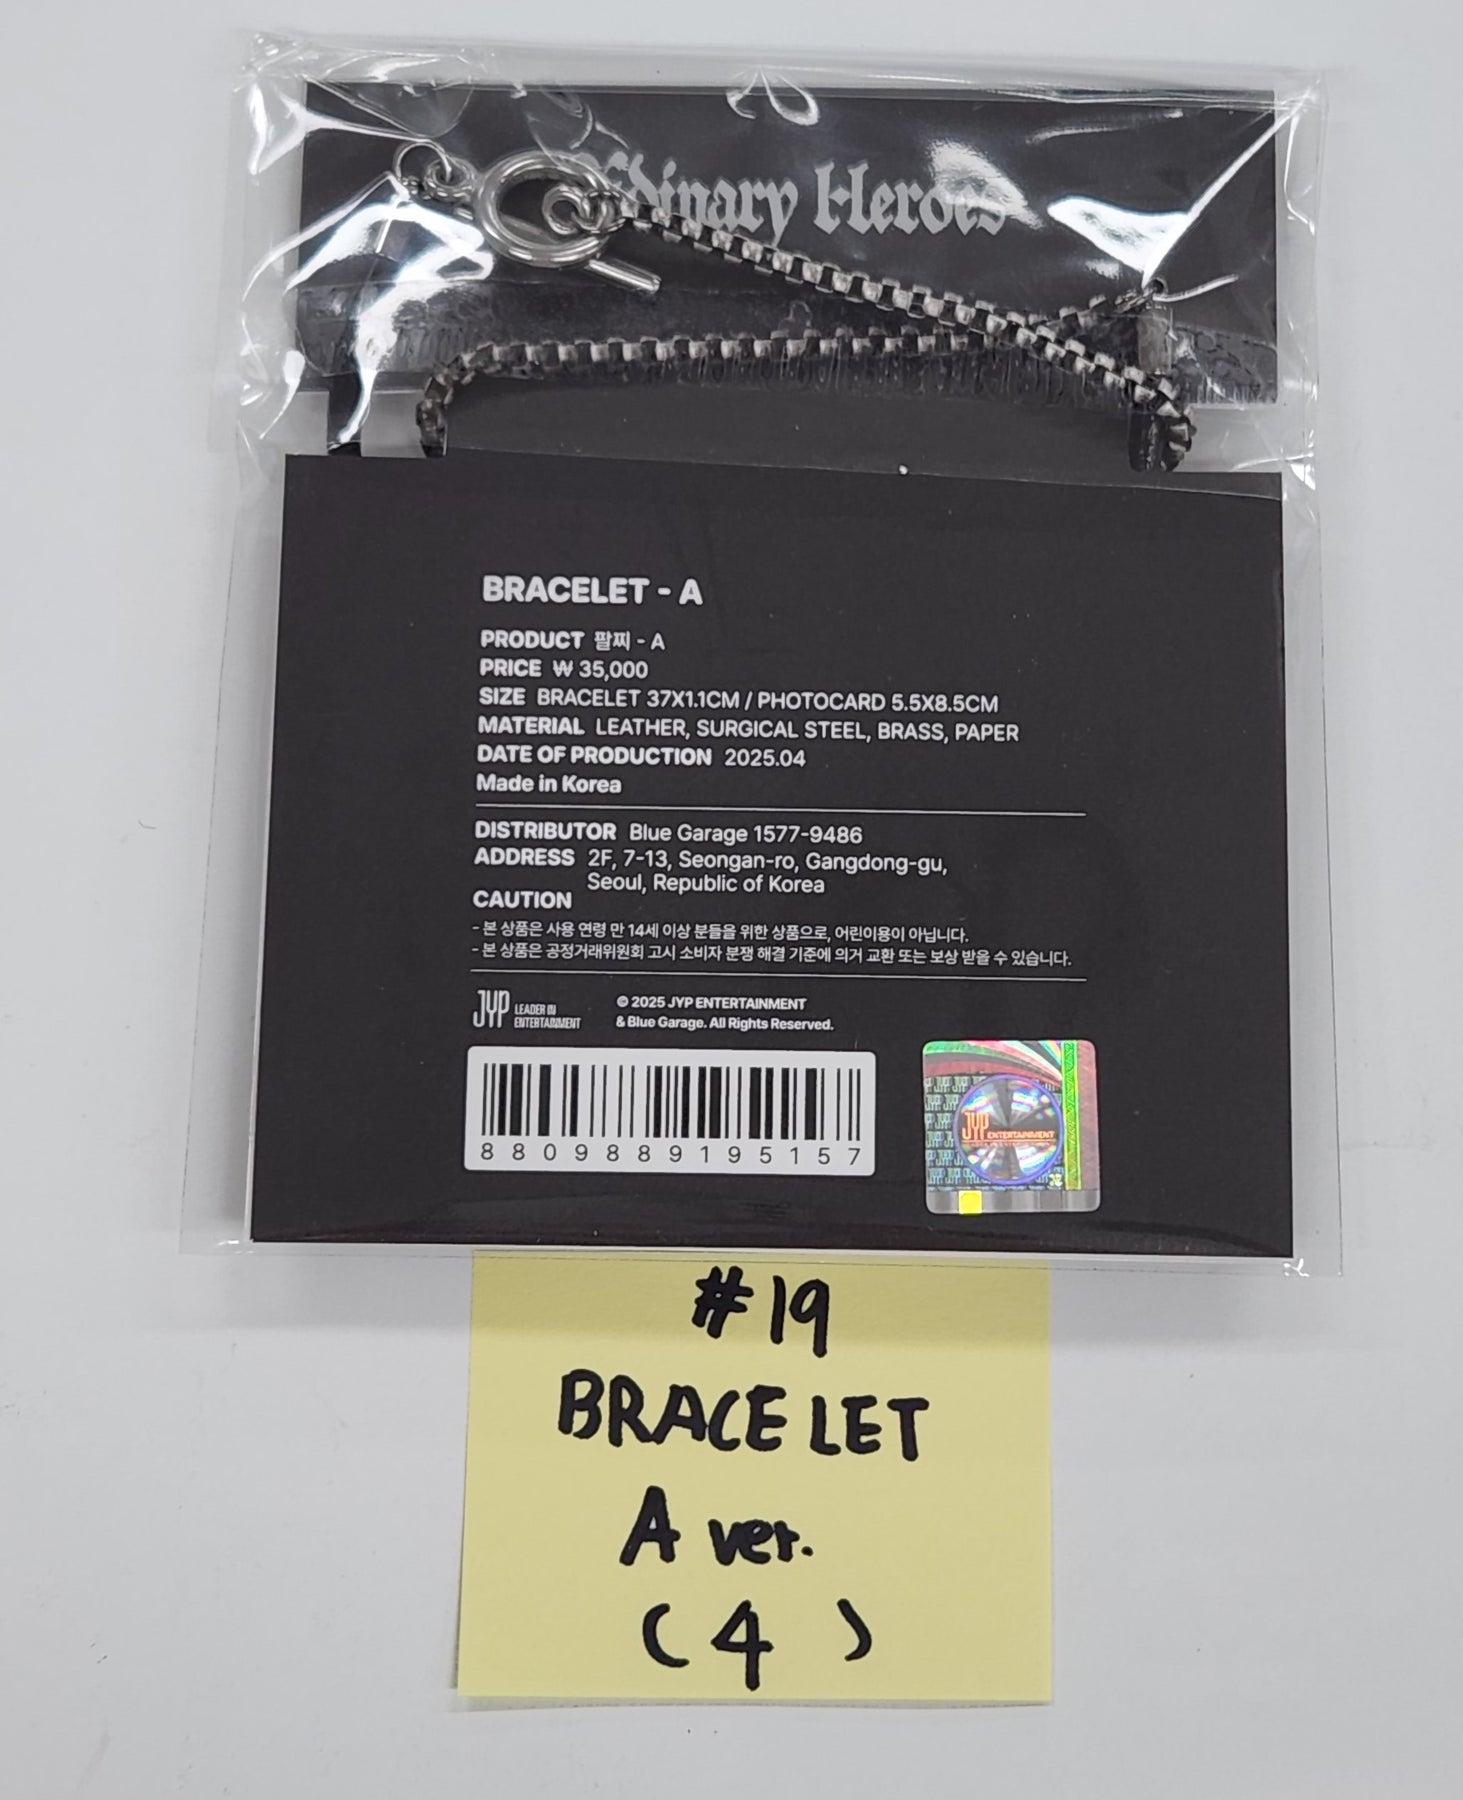 Heroes
BRACELET - A
PRODUCT 팔찌 - A
PRICE ₩ 35,000
SIZE BRACELET 37X1.1CM / PHOTOCARD 5.5X8.5CM
MATERIAL LEATHER, SURGICAL STEEL, BRASS, PAPER
DATE OF PRODUCTION 2025.04
Made in Korea
DISTRIBUTOR Blue Garage 1577-9486
ADDRESS 2F, 7-13, Seongan-ro, Gangdong-gu,
Seoul, Republic of Korea
CAUTION
- 본 상품은 사용 연령 만 14세 이상 분들을 위한 상품으로, 어린이용이 아닙니다.
- 본 상품은 공정거래위원회 고시 소비자 분쟁 해결 기준에 의거 교환 또는 보상 받을 수 있습니다.
JYP LEADER IN
ENTERTAINMENT
© 2025 JYP ENTERTAINMENT
& Blue Garage. All Rights Reserved.
8809889195157
JYP ENTERTAINMENT
#19
BRACELET
A ver.
(4)